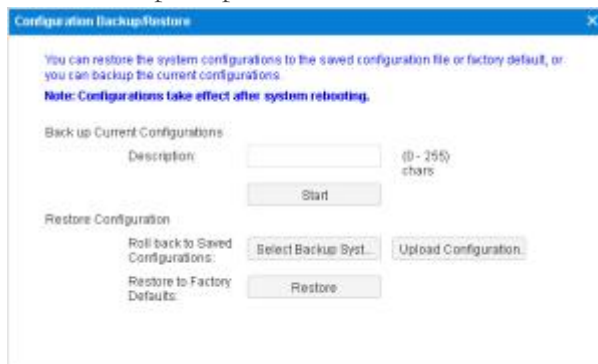 Configuration Backup/Restore
You can restore the system configurations to the saved configuration file or factory default, or
you can backup the current configurations.
Note: Configurations take effect after system rebooting.
Back up Current Configurations
Description:
(0 - 255)
chars
Start
Restore Configuration
Roll back to Saved
Configurations:
Select Backup Syst...
Upload Configuration.
Restore to Factory
Defaults:
Restore